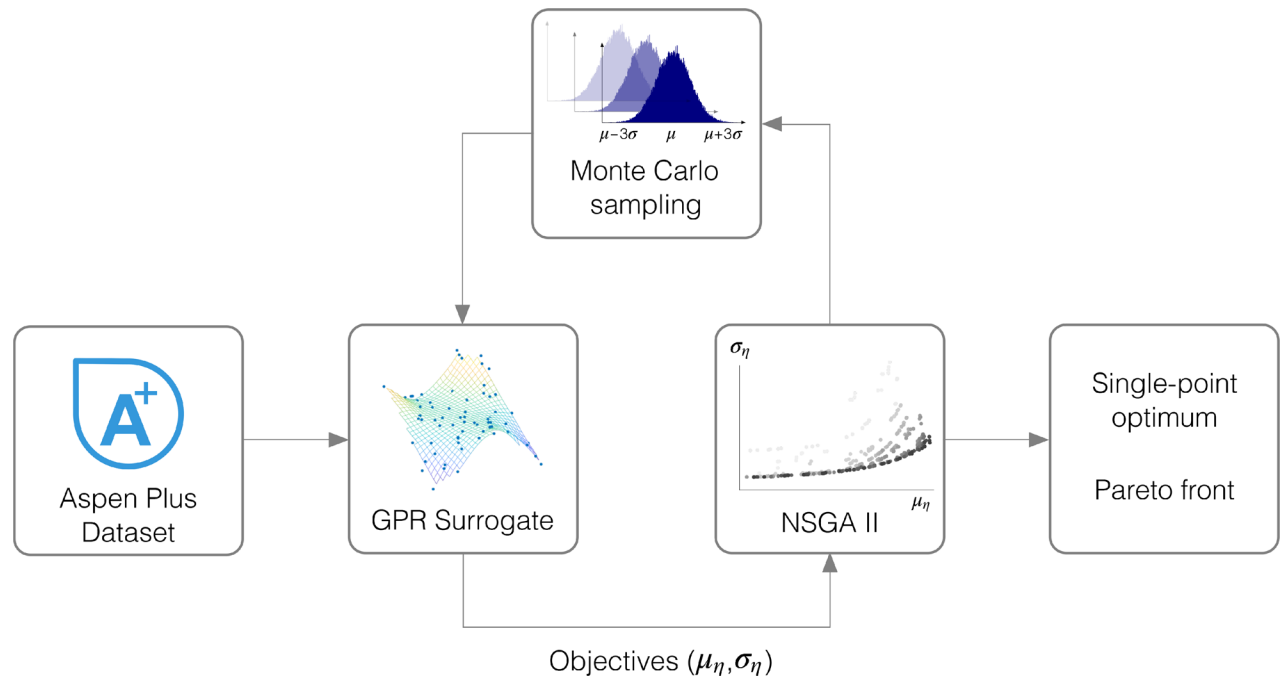 μ−3σ μ μ+3σ
Monte Carlo
sampling
A+
Aspen Plus
Dataset
GPR Surrogate
σ_η
μ_η
NSGA II
Single-point
optimum
Pareto front
Objectives (μ_η,σ_η)